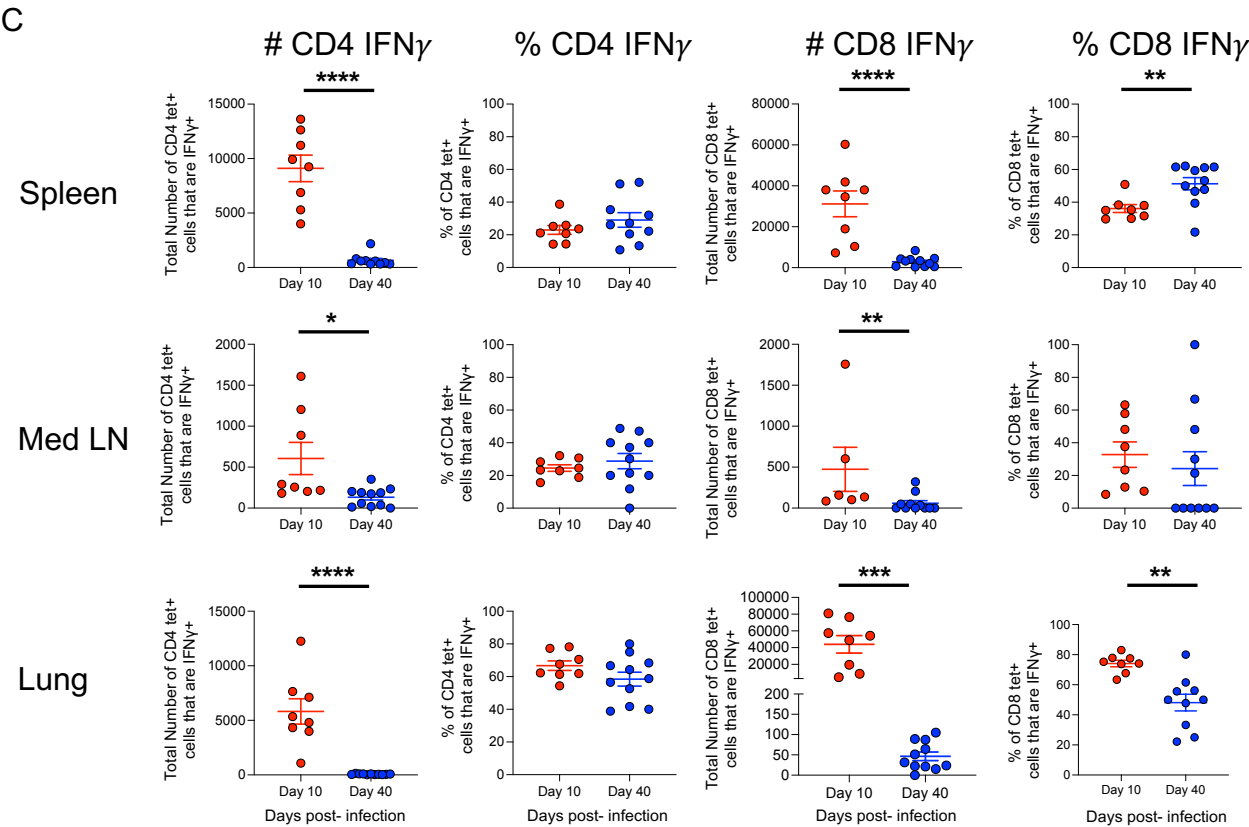 C
# CD4 IFNγ
% CD4 IFNγ
# CD8 IFNγ
% CD8 IFNγ
Spleen
Total Number of CD4 tet+
cells that are IFNγ+
****
15000
10000
5000
0
Day 10 Day 40
% of CD4 tet+
cells that are IFNγ+
100
80
60
40
20
0
Day 10 Day 40
Total Number of CD8 tet+
cells that are IFNγ+
****
80000
60000
40000
20000
0
Day 10 Day 40
% of CD8 tet+
cells that are IFNγ+
**
100
80
60
40
20
0
Day 10 Day 40
Med LN
Total Number of CD4 tet+
cells that are IFNγ+
*
2000
1500
1000
500
0
Day 10 Day 40
% of CD4 tet+
cells that are IFNγ+
100
80
60
40
20
0
Day 10 Day 40
Total Number of CD8 tet+
cells that are IFNγ+
**
2000
1500
1000
500
0
Day 10 Day 40
% of CD8 tet+
cells that are IFNγ+
100
80
60
40
20
0
Day 10 Day 40
Lung
Total Number of CD4 tet+
cells that are IFNγ+
****
15000
10000
5000
0
Day 10 Day 40
Days post- infection
% of CD4 tet+
cells that are IFNγ+
100
80
60
40
20
0
Day 10 Day 40
Days post- infection
Total Number of CD8 tet+
cells that are IFNγ+
***
100000
80000
60000
40000
20000
200
150
100
50
0
Day 10 Day 40
Days post- infection
% of CD8 tet+
cells that are IFNγ+
**
100
80
60
40
20
0
Day 10 Day 40
Days post- infection